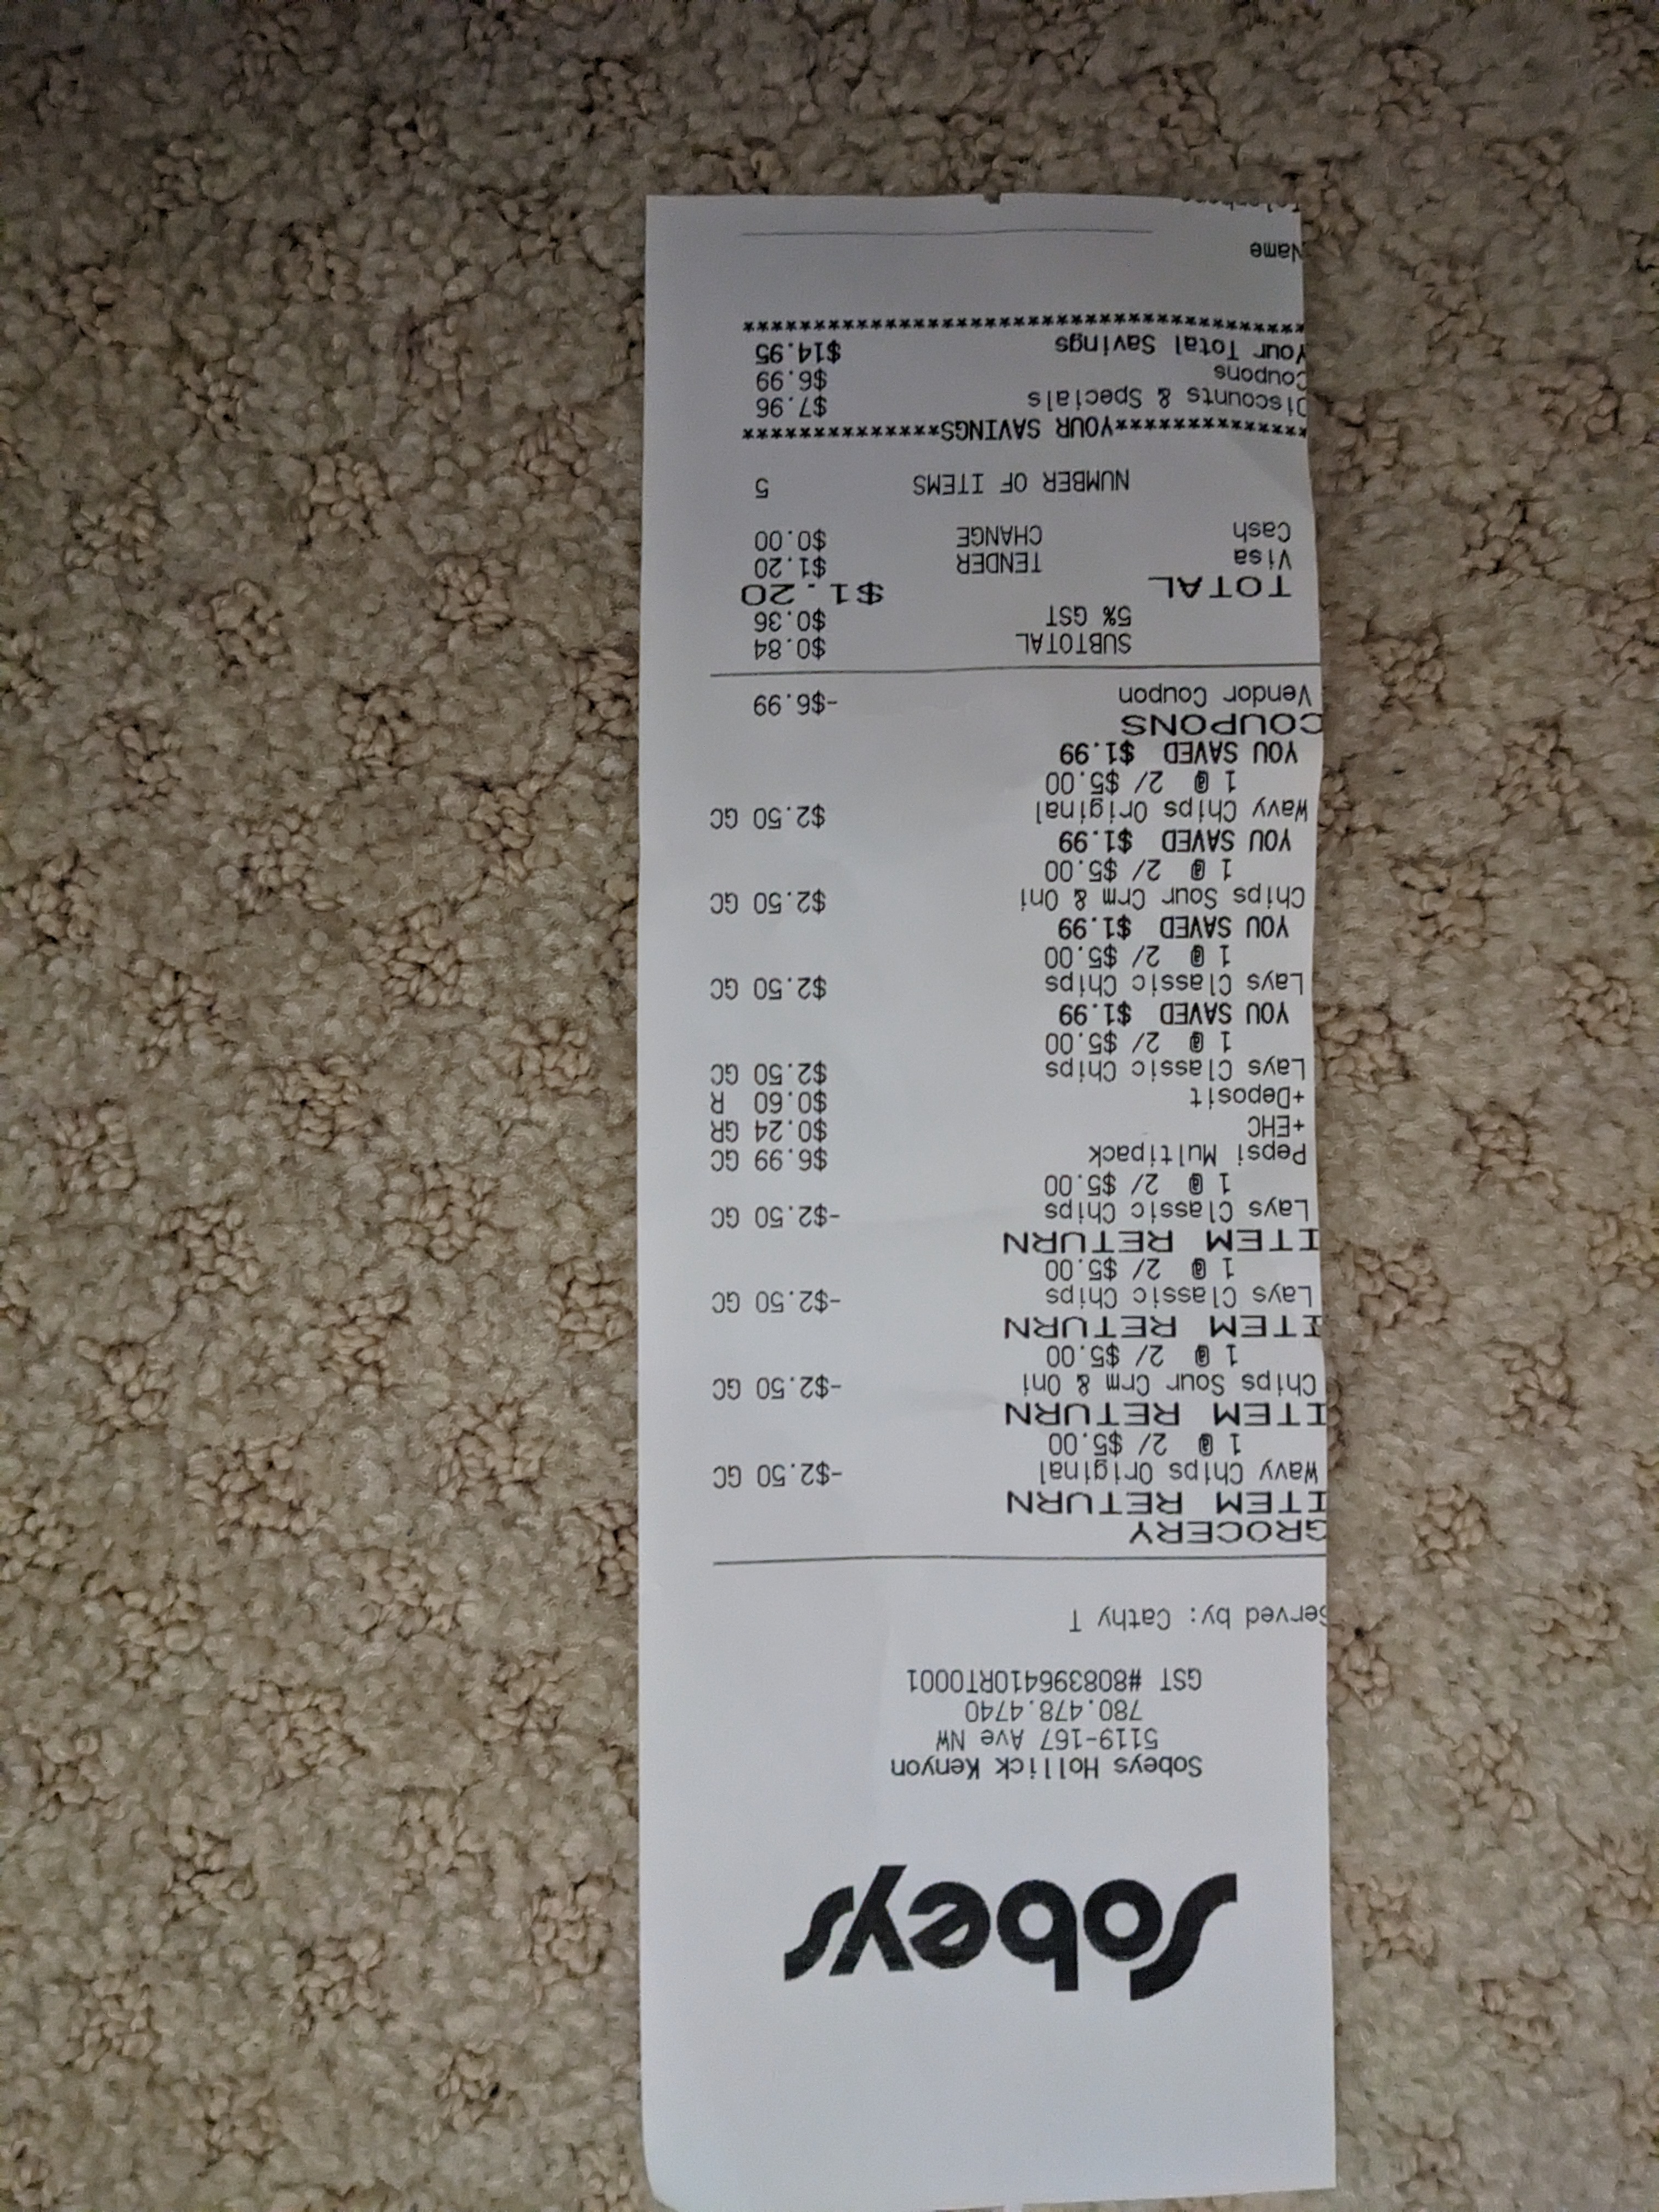 Sobeys
Sobeys Hollick Kenyon
5119-167 Ave NW
780.478.4740
GST #808396410RT0001
Served by: Cathy T
GROCERY
ITEM RETURN
Wavy Chips Original -$2.50 GC
1 @ 2/ $5.00
ITEM RETURN
Chips Sour Crm & Oni -$2.50 GC
1 @ 2/ $5.00
ITEM RETURN
Lays Classic Chips -$2.50 GC
1 @ 2/ $5.00
ITEM RETURN
Lays Classic Chips -$2.50 GC
1 @ 2/ $5.00
Pepsi Multipack $6.99 GC
+EHC $0.24 GR
+Deposit $0.60 R
Lays Classic Chips $2.50 GC
1 @ 2/ $5.00
YOU SAVED $1.99
Lays Classic Chips $2.50 GC
1 @ 2/ $5.00
YOU SAVED $1.99
Chips Sour Crm & Oni $2.50 GC
1 @ 2/ $5.00
YOU SAVED $1.99
Wavy Chips Original $2.50 GC
1 @ 2/ $5.00
YOU SAVED $1.99
COUPONS
Vendor Coupon -$6.99
SUBTOTAL $0.84
5% GST $0.36
TOTAL $1.20
Visa TENDER $1.20
Cash CHANGE $0.00
NUMBER OF ITEMS 5
**************YOUR SAVINGS**************
Discounts & Specials $7.96
Coupons $6.99
Your Total Savings $14.95
****************************************
Name
Telephone